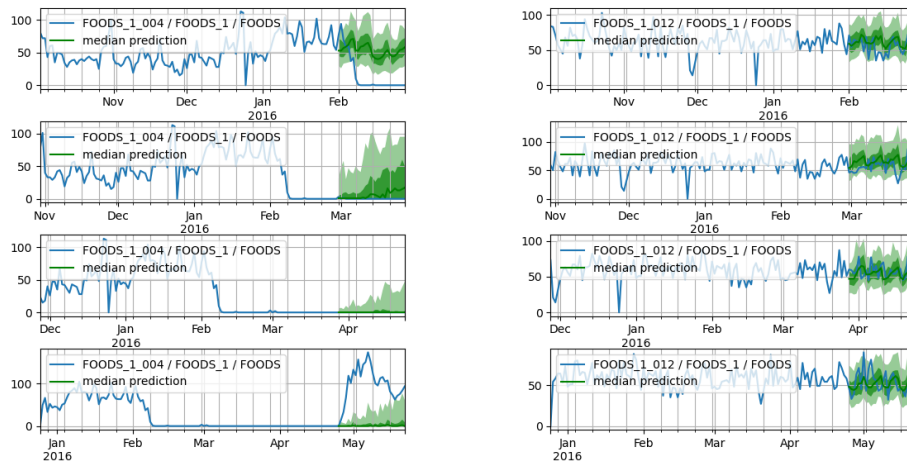 100
50
0
FOODS_1_004 / FOODS_1 / FOODS
median prediction
Nov
Dec
Jan
2016
Feb
100
50
0
FOODS_1_012 / FOODS_1 / FOODS
median prediction
Nov
Dec
Jan
2016
Feb
100
50
0
FOODS_1_004 / FOODS_1 / FOODS
median prediction
Nov
Dec
Jan
2016
Feb
Mar
100
50
0
FOODS_1_012 / FOODS_1 / FOODS
median prediction
Nov
Dec
Jan
2016
Feb
Mar
100
50
0
FOODS_1_004 / FOODS_1 / FOODS
median prediction
Dec
Jan
2016
Feb
Mar
Apr
100
50
0
FOODS_1_012 / FOODS_1 / FOODS
median prediction
Dec
Jan
2016
Feb
Mar
Apr
100
0
FOODS_1_004 / FOODS_1 / FOODS
median prediction
Jan
2016
Feb
Mar
Apr
May
50
0
FOODS_1_012 / FOODS_1 / FOODS
median prediction
Jan
2016
Feb
Mar
Apr
May